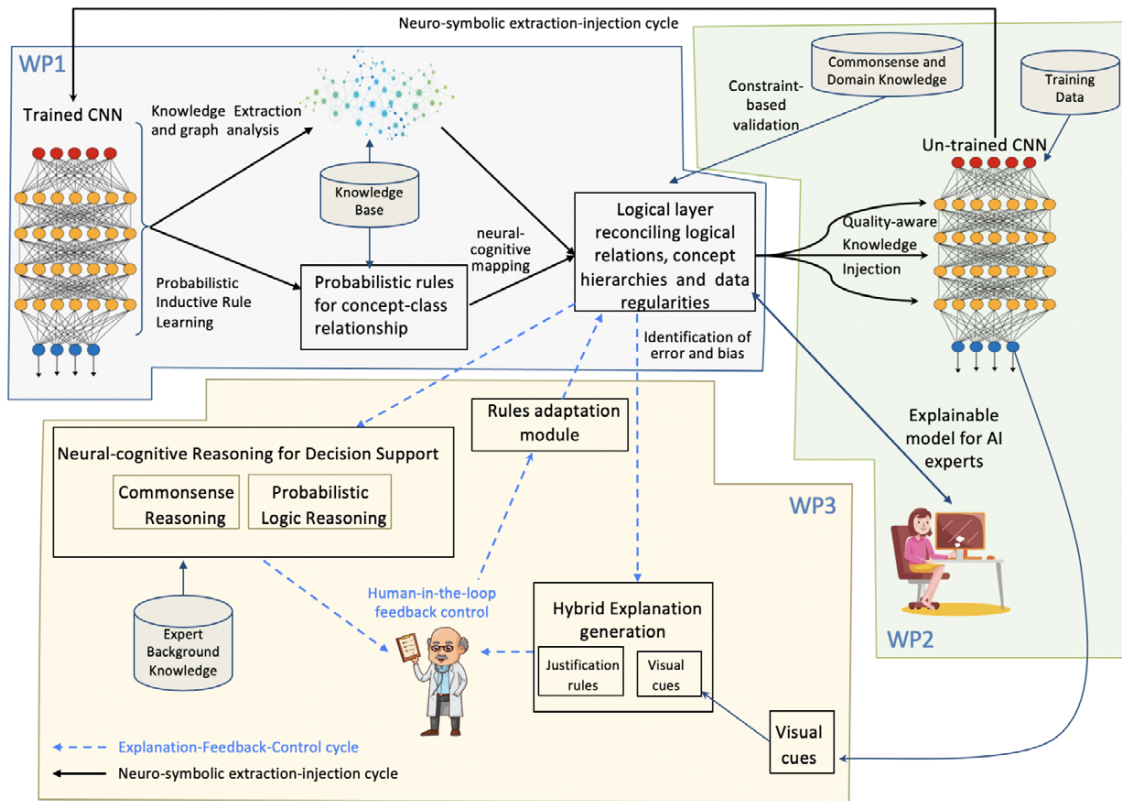 Neuro-symbolic extraction-injection cycle
WP1
Trained CNN
Knowledge Extraction
and graph analysis
Knowledge
Base
Probabilistic
Inductive Rule
Learning
Probabilistic rules
for concept-class
relationship
neural-
cognitive
mapping
Constraint-
based
validation
Commonsense and
Domain Knowledge
Training
Data
Un-trained CNN
Logical layer
reconciling logical
relations, concept
hierarchies and data
regularities
Quality-aware
Knowledge
Injection
Identification of
error and bias
Explainable
model for AI
experts
WP2
Rules adaptation
module
Neural-cognitive Reasoning for Decision Support
Commonsense
Reasoning
Probabilistic
Logic Reasoning
WP3
Expert
Background
Knowledge
Human-in-the-loop
feedback control
Hybrid Explanation
generation
Justification
rules
Visual
cues
Visual
cues
Explanation-Feedback-Control cycle
Neuro-symbolic extraction-injection cycle